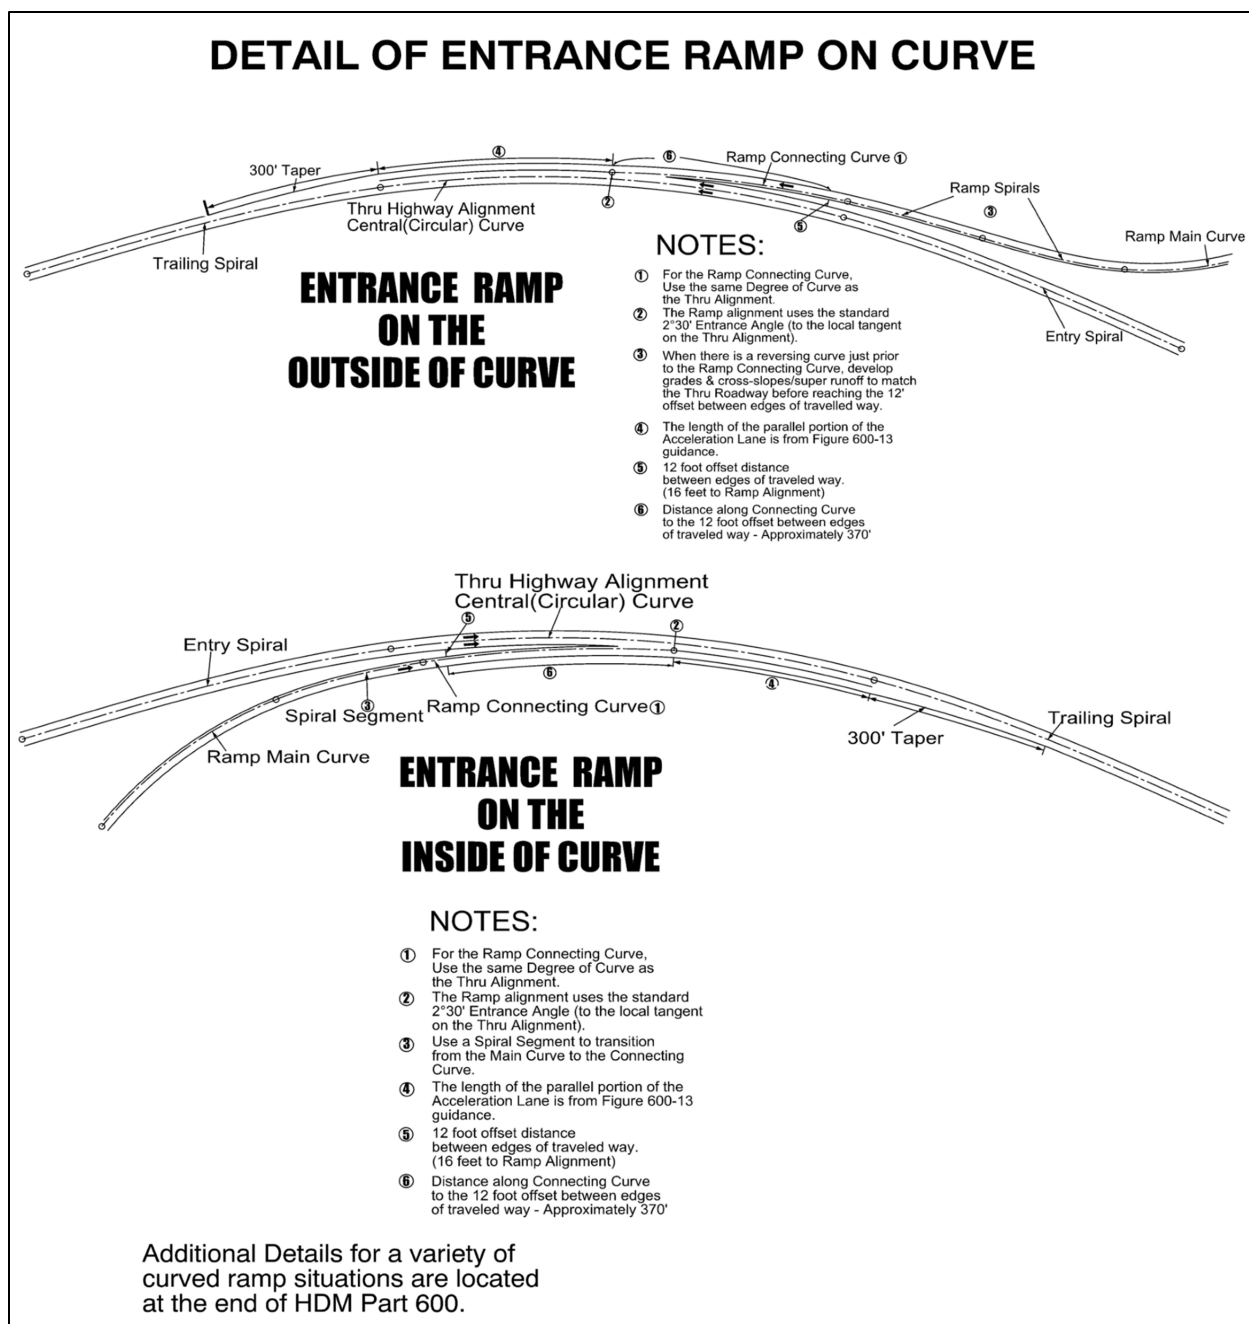 DETAIL OF ENTRANCE RAMP ON CURVE
④
⑥
Ramp Connecting Curve ①
300' Taper
Ramp Spirals
③
②
Thru Highway Alignment
Central(Circular) Curve
⑤
Ramp Main Curve
Trailing Spiral
Entry Spiral
ENTRANCE RAMP
ON THE
OUTSIDE OF CURVE
NOTES:
① For the Ramp Connecting Curve,
Use the same Degree of Curve as
the Thru Alignment.
② The Ramp alignment uses the standard
2°30' Entrance Angle (to the local tangent
on the Thru Alignment).
③ When there is a reversing curve just prior
to the Ramp Connecting Curve, develop
grades & cross-slopes/super runoff to match
the Thru Roadway before reaching the 12'
offset between edges of travelled way.
④ The length of the parallel portion of the
Acceleration Lane is from Figure 600-13
guidance.
⑤ 12 foot offset distance
between edges of traveled way.
(16 feet to Ramp Alignment)
⑥ Distance along Connecting Curve
to the 12 foot offset between edges
of traveled way - Approximately 370'
Thru Highway Alignment
Central(Circular) Curve
⑤
②
Entry Spiral
⑥
④
③
Spiral Segment
Ramp Connecting Curve①
Trailing Spiral
300' Taper
Ramp Main Curve
ENTRANCE RAMP
ON THE
INSIDE OF CURVE
NOTES:
① For the Ramp Connecting Curve,
Use the same Degree of Curve as
the Thru Alignment.
② The Ramp alignment uses the standard
2°30' Entrance Angle (to the local tangent
on the Thru Alignment).
③ Use a Spiral Segment to transition
from the Main Curve to the Connecting
Curve.
④ The length of the parallel portion of the
Acceleration Lane is from Figure 600-13
guidance.
⑤ 12 foot offset distance
between edges of traveled way.
(16 feet to Ramp Alignment)
⑥ Distance along Connecting Curve
to the 12 foot offset between edges
of traveled way - Approximately 370'
Additional Details for a variety of
curved ramp situations are located
at the end of HDM Part 600.